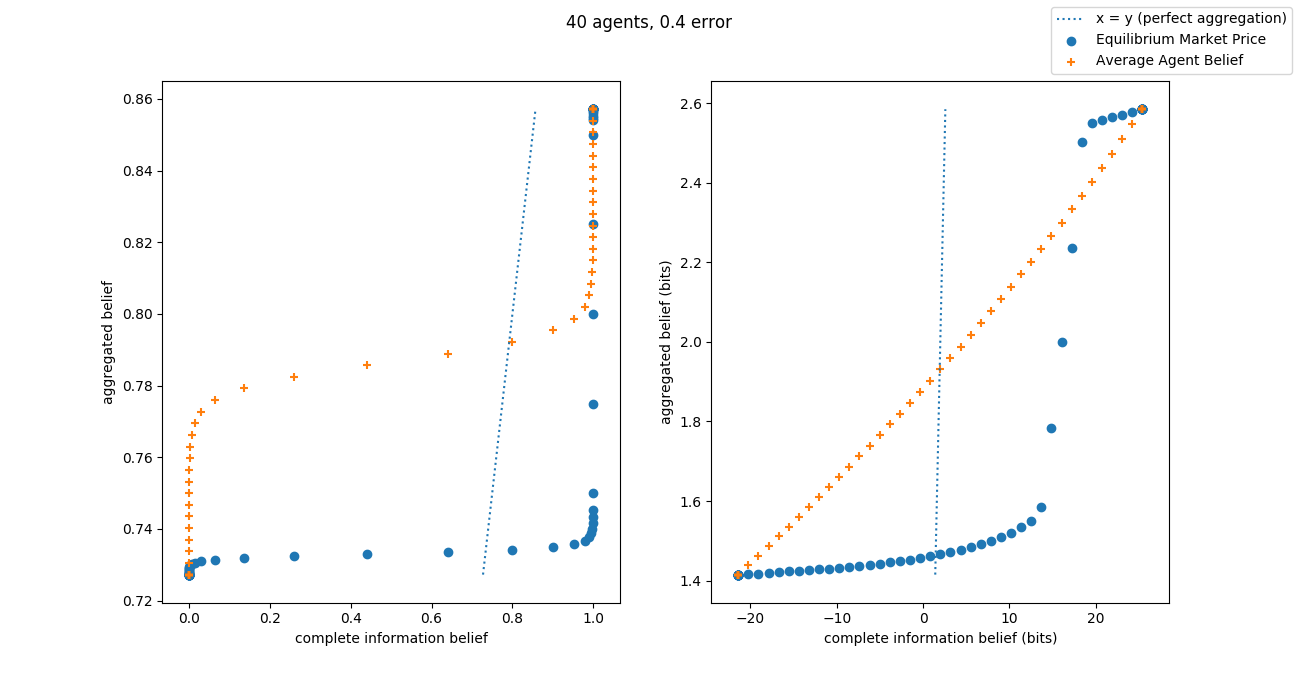 40 agents, 0.4 error
x = y (perfect aggregation)
Equilibrium Market Price
Average Agent Belief
0.86
0.84
0.82
0.80
0.78
0.76
0.74
0.72
aggregated belief
0.0 0.2 0.4 0.6 0.8 1.0
complete information belief
2.6
2.4
2.2
2.0
1.8
1.6
1.4
aggregated belief (bits)
−20 −10 0 10 20
complete information belief (bits)